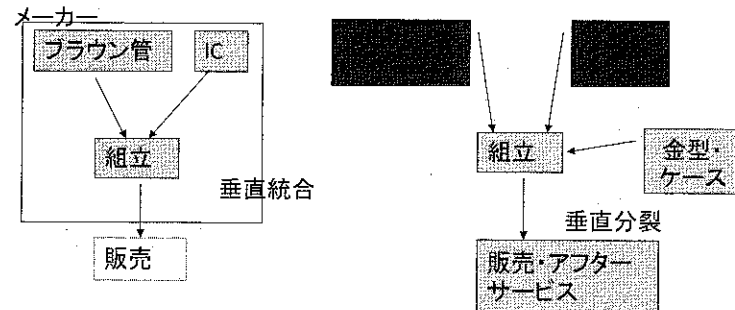 メーカー
ブラウン管
IC
組立
垂直統合
販売
組立
金型・
ケース
垂直分裂
販売・アフター
サービス